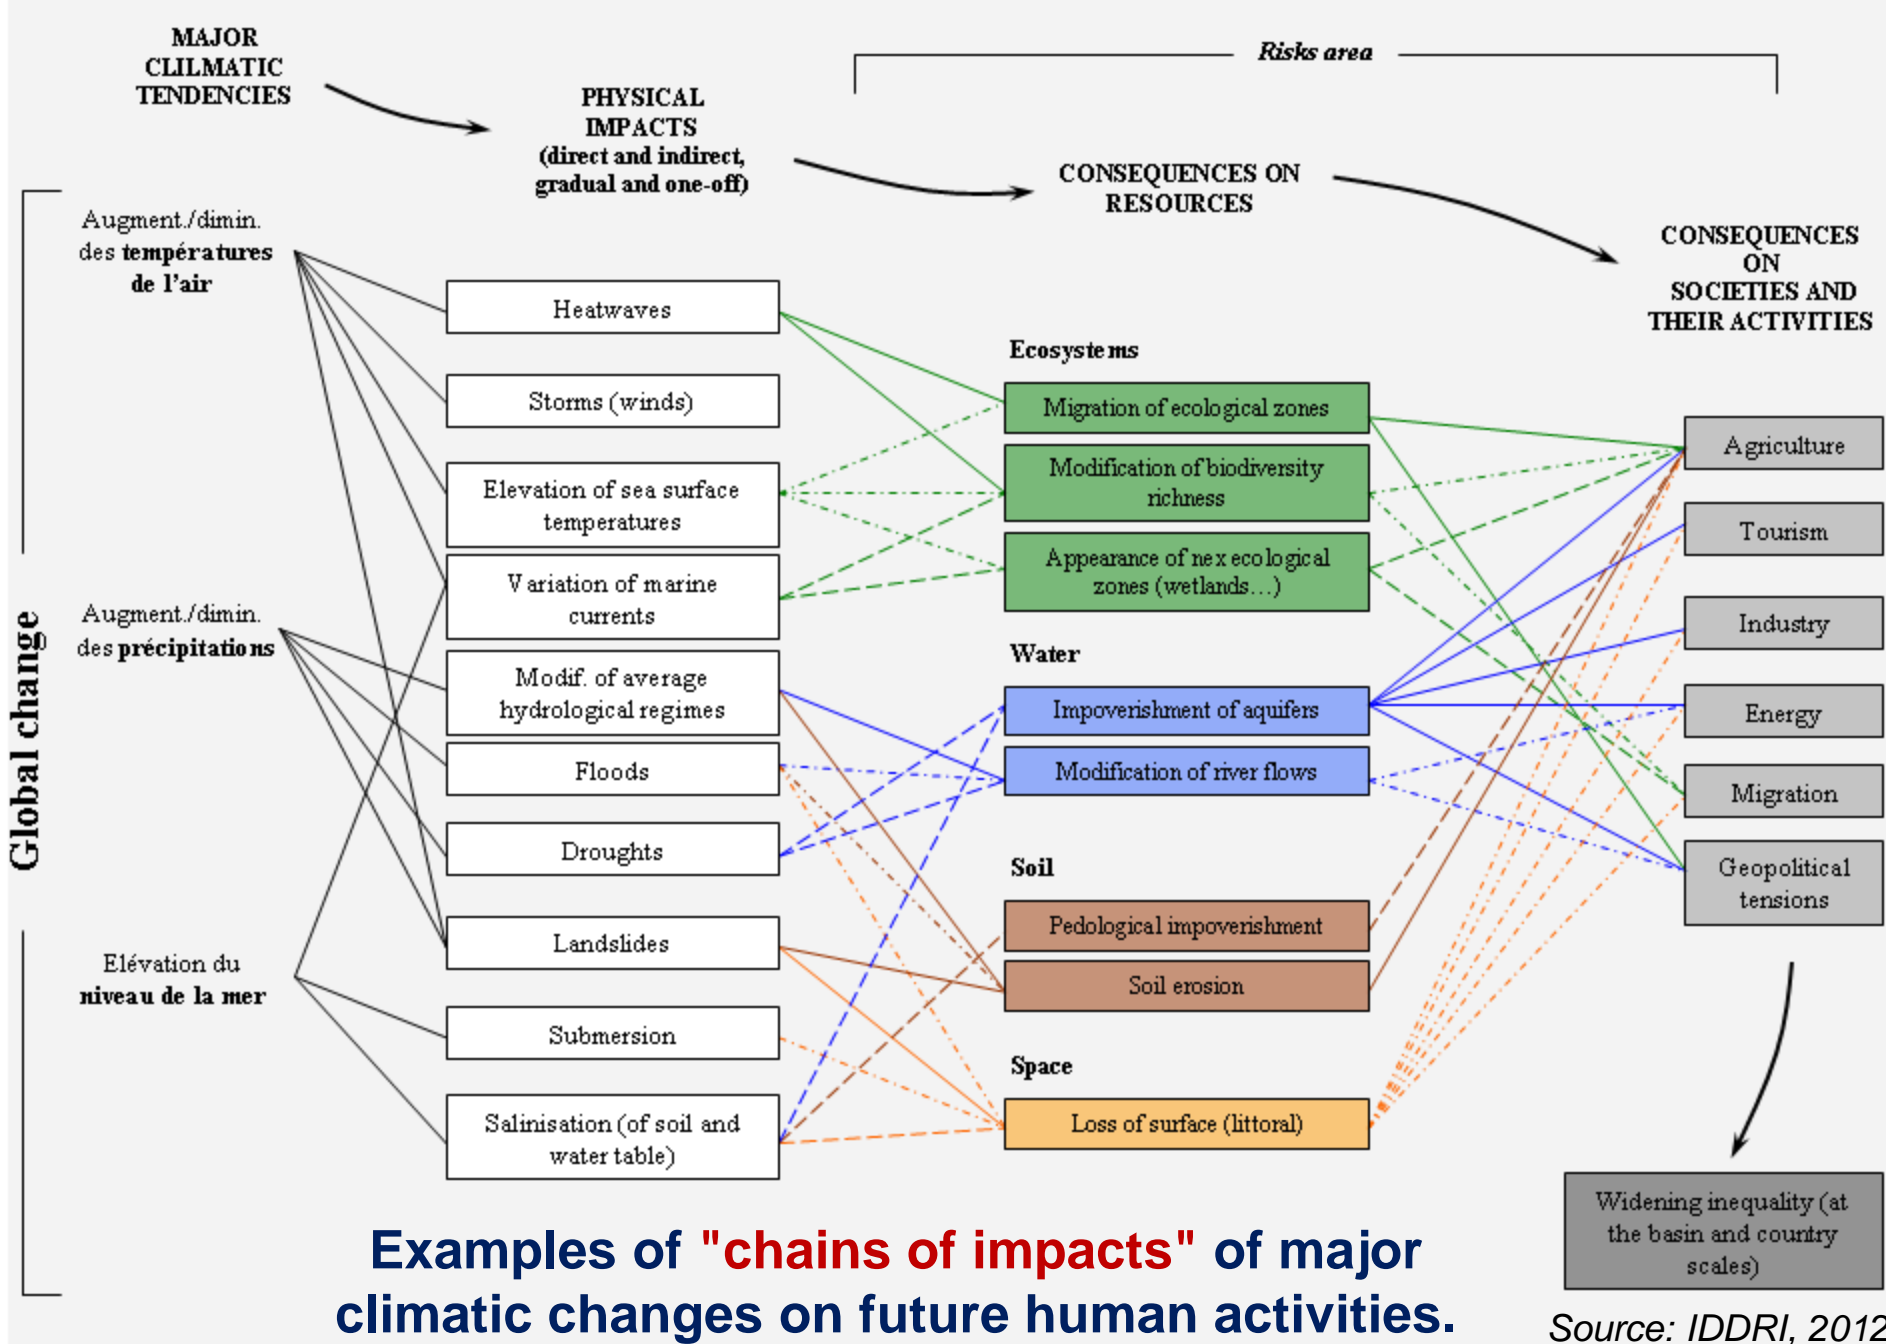 MAJOR
CLILMATIC
TENDENCIES
PHYSICAL
IMPACTS
(direct and indirect,
gradual and one-off)
Risks area
CONSEQUENCES ON
RESOURCES
CONSEQUENCES
ON
SOCIETIES AND
THEIR ACTIVITIES
Global change
Augment./dimin.
des températures
de l'air
Augment./dimin.
des précipitations
Elévation du
niveau de la mer
Heatwaves
Storms (winds)
Elevation of sea surface
temperatures
Variation of marine
currents
Modif. of average
hydrological regimes
Floods
Droughts
Landslides
Submersion
Salinisation (of soil and
water table)
Ecosystems
Migration of ecological zones
Modification of biodiversity
richness
Appearance of nex ecological
zones (wetlands...)
Water
Impoverishment of aquifers
Modification of river flows
Soil
Pedological impoverishment
Soil erosion
Space
Loss of surface (littoral)
Agriculture
Tourism
Industry
Energy
Migration
Geopolitical
tensions
Widening inequality (at
the basin and country
scales)
Examples of "chains of impacts" of major
climatic changes on future human activities.
Source: IDDRI, 2012